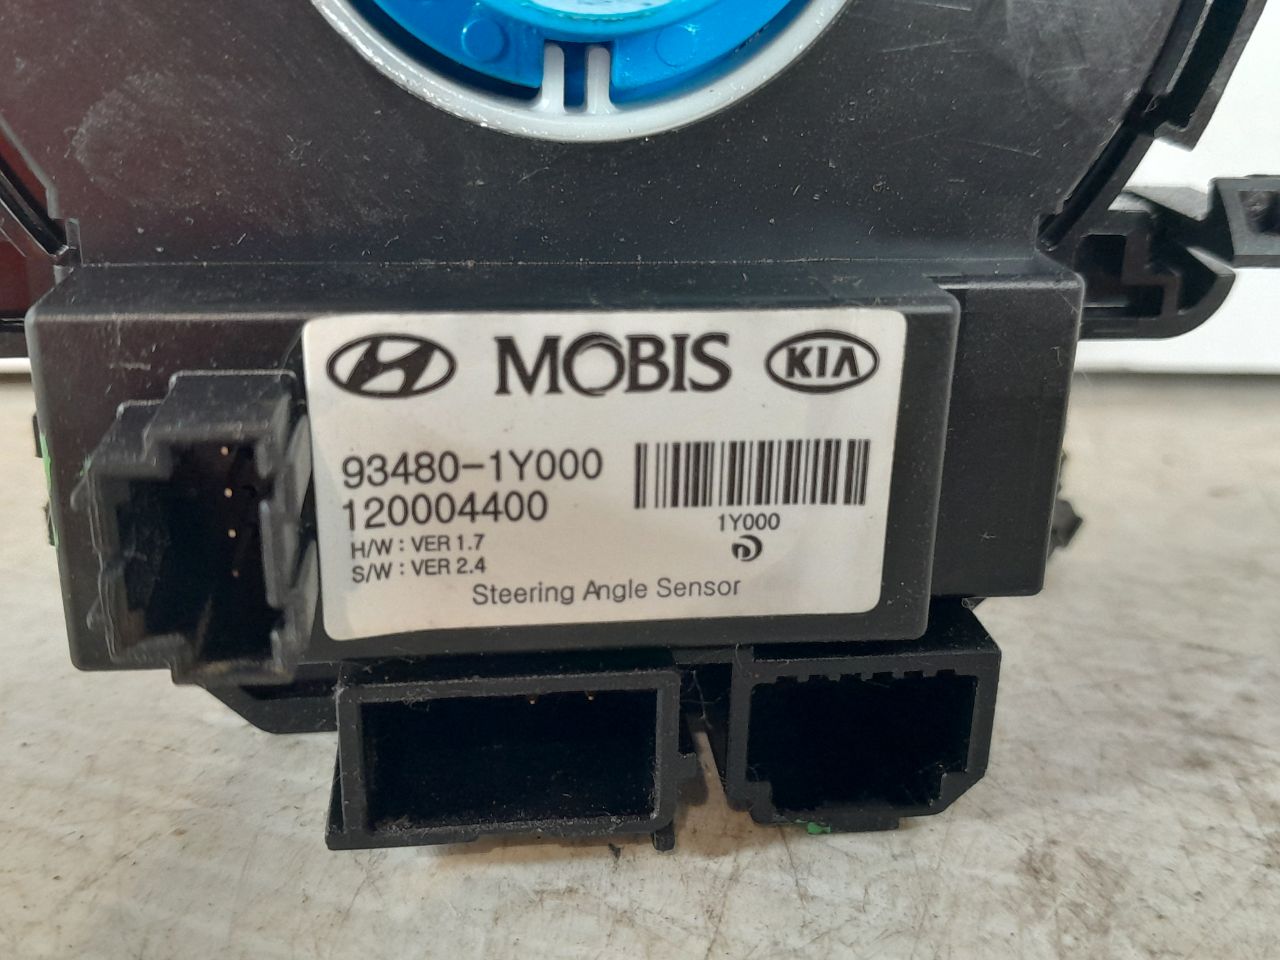 MOBIS KIA
93480-1Y000
120004400
1Y000
H/W : VER 1.7
S/W : VER 2.4
Steering Angle Sensor